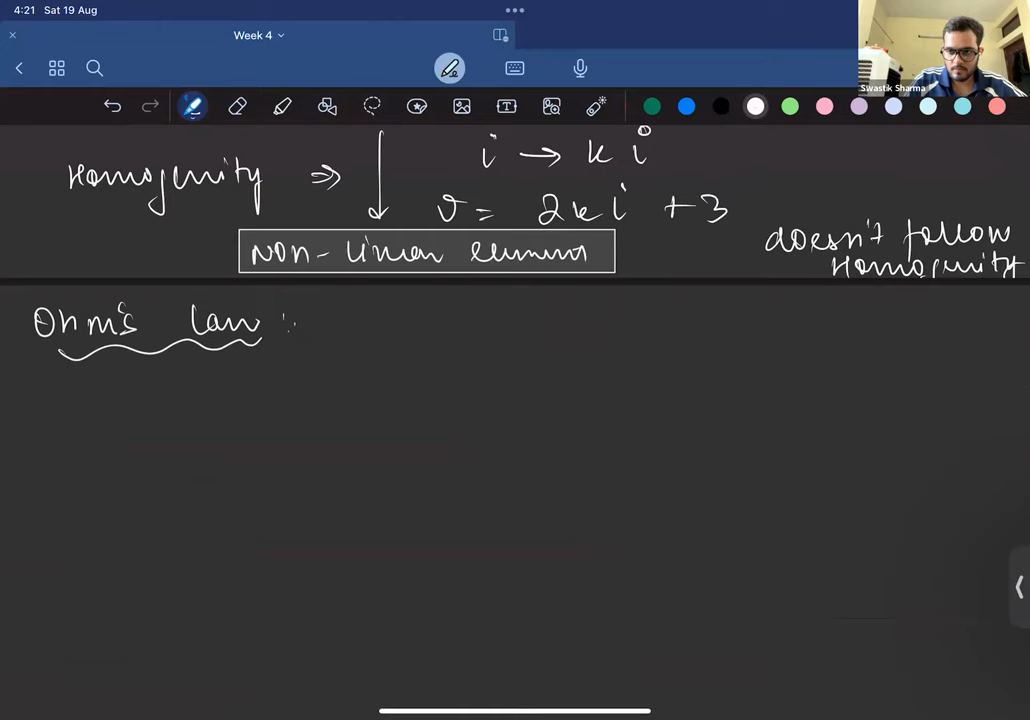 4:21 Sat 19 Aug
Week 4
Swastik Sharma
i → k i
Homogenity ⇒
v = 2ki + 3
Non-linear element
doesn't follow
Homogenity
Ohm's law :